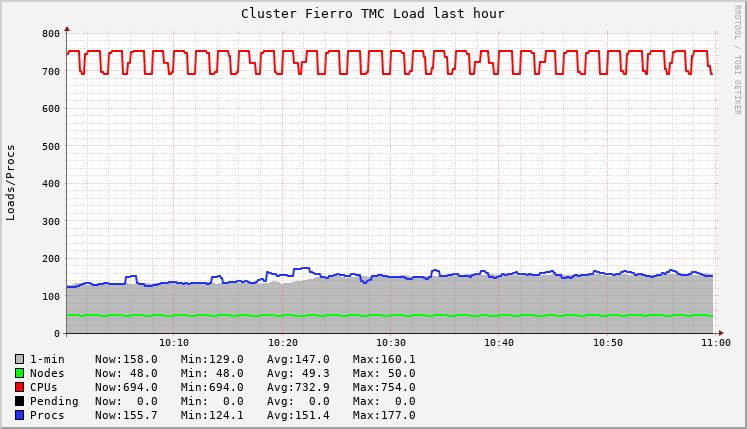 Cluster Fierro TMC Load last hour
RRDTOOL / TOBI OETIKER
Loads/Procs
800
700
600
500
400
300
200
100
0
10:10 10:20 10:30 10:40 10:50 11:00
1-min Now:158.0 Min:129.0 Avg:147.0 Max:160.1
Nodes Now: 48.0 Min: 48.0 Avg: 49.3 Max: 50.0
CPUs Now:694.0 Min:694.0 Avg:732.9 Max:754.0
Pending Now: 0.0 Min: 0.0 Avg: 0.0 Max: 0.0
Procs Now:155.7 Min:124.1 Avg:151.4 Max:177.0